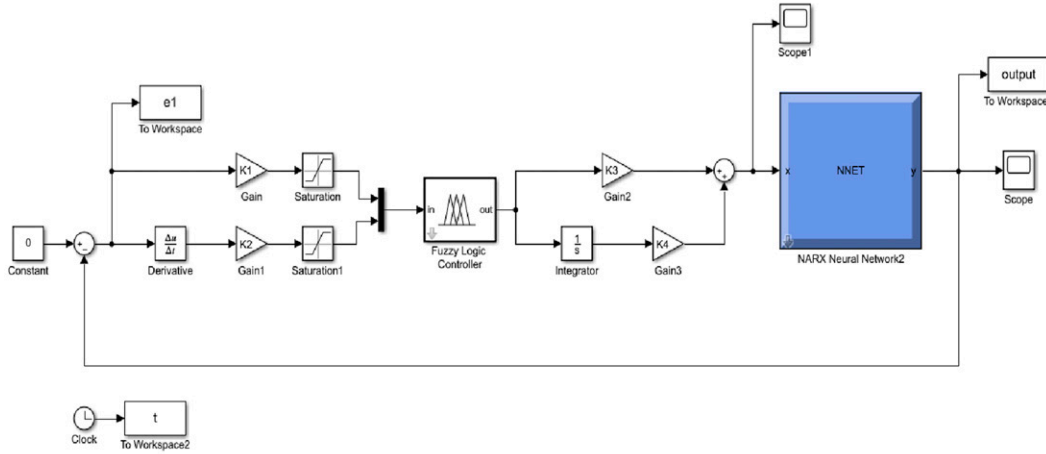 Scope1
e1
To Workspace
output
To Workspace
K1
Gain
Saturation
K3
Gain2
+
+
x
NNET
y
NARX Neural Network2
Scope
in
out
Fuzzy Logic
Controller
0
Constant
+
−
Δu
Δt
Derivative
K2
Gain1
Saturation1
1
s
Integrator
K4
Gain3
Clock
t
To Workspace2